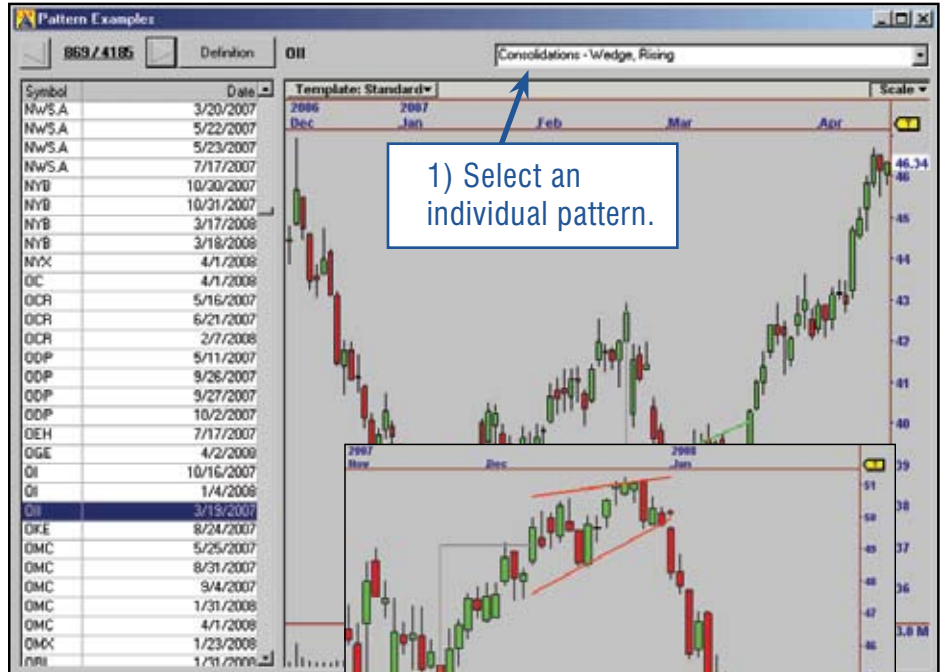 Pattern Examples
869 / 4185 Definition OII Consolidations - Wedge, Rising
Symbol Date
NWS.A 3/20/2007
NWS.A 5/22/2007
NWS.A 5/23/2007
NWS.A 7/17/2007
NYB 10/30/2007
NYB 10/31/2007
NYB 3/17/2008
NYB 3/18/2008
NYX 4/1/2008
OC 4/1/2008
OCR 5/16/2007
OCR 6/21/2007
OCR 2/7/2008
ODP 5/11/2007
ODP 9/26/2007
ODP 9/27/2007
ODP 10/2/2007
OEH 7/17/2007
OGE 4/2/2008
OI 10/16/2007
OI 1/4/2008
OII 3/19/2007
OKE 8/24/2007
OMC 5/25/2007
OMC 8/31/2007
OMC 9/4/2007
OMC 1/31/2008
OMC 4/1/2008
OMX 1/23/2008
ORI 1/31/2008
Template: Standard Scale
2006 2007
Dec Jan Feb Mar Apr T
1) Select an
individual pattern.
46.34
46
45
44
43
42
41
40
39
38
37
36
3.0 M
2007 2008
Nov Dec Jan T
51
50
49
48
47
46